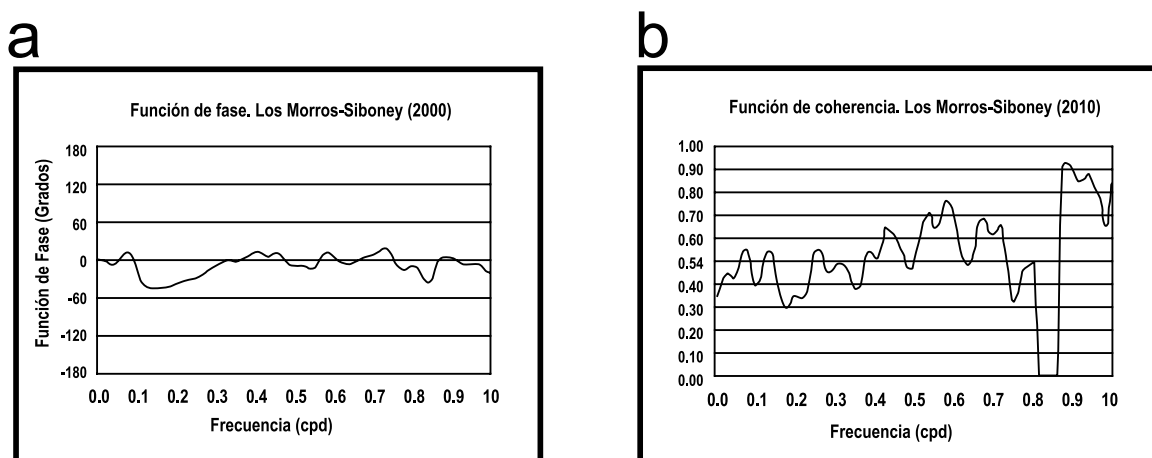 a
Función de fase. Los Morros-Siboney (2000)
Función de Fase (Grados)
180
120
60
0
-60
-120
-180
0.0 0.1 0.2 0.3 0.4 0.5 0.6 0.7 0.8 0.9 10
Frecuencia (cpd)
b
Función de coherencia. Los Morros-Siboney (2010)
1.00
0.90
0.80
0.70
0.60
0.54
0.40
0.30
0.20
0.10
0.00
0.0 0.1 0.2 0.3 0.4 0.5 0.6 0.7 0.8 0.9 10
Frecuencia (cpd)